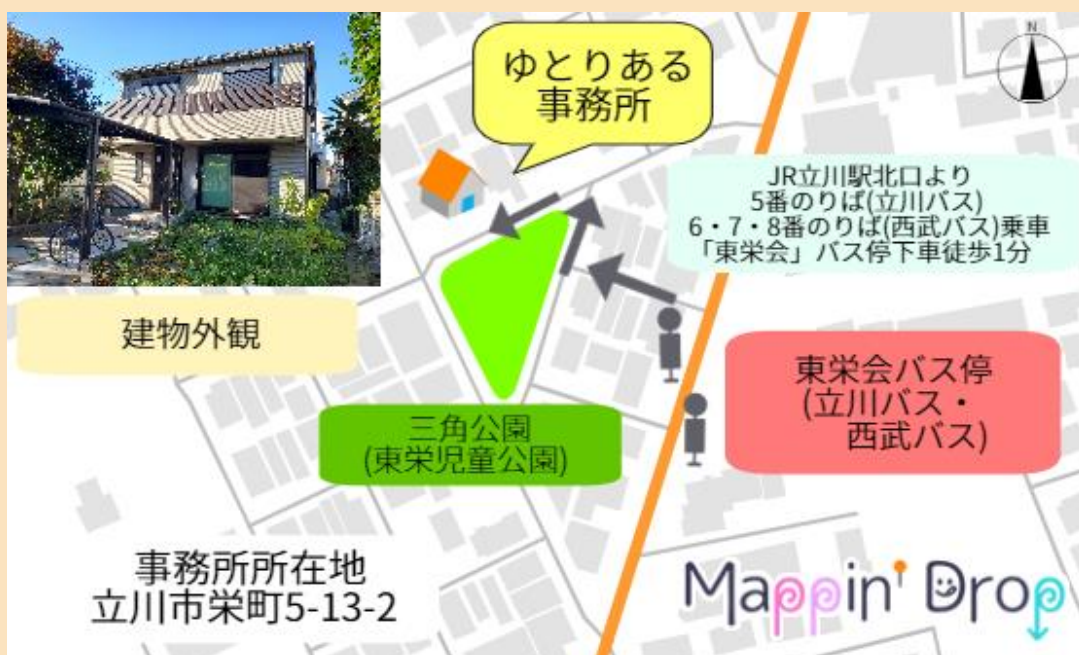 ゆとりある
事務所
N
JR立川駅北口より
5番のりば(立川バス)
6・7・8番のりば(西武バス)乗車
「東栄会」バス停下車徒歩1分
建物外観
東栄会バス停
(立川バス・
西武バス)
三角公園
(東栄児童公園)
事務所所在地
立川市栄町5-13-2
Mappin' Drop